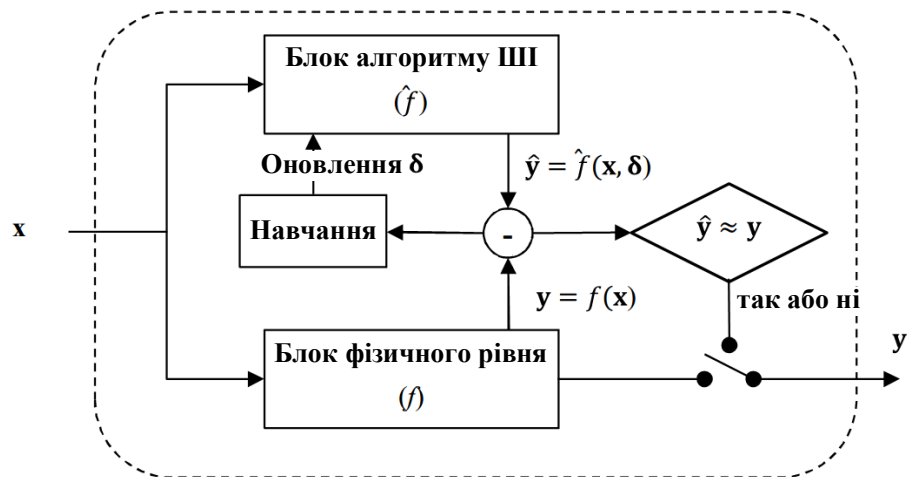 Блок алгоритму ШІ
(f̂)
Оновлення δ
ŷ = f̂(x, δ)
x
Навчання
-
ŷ ≈ y
y = f(x)
так або ні
Блок фізичного рівня
(f)
y